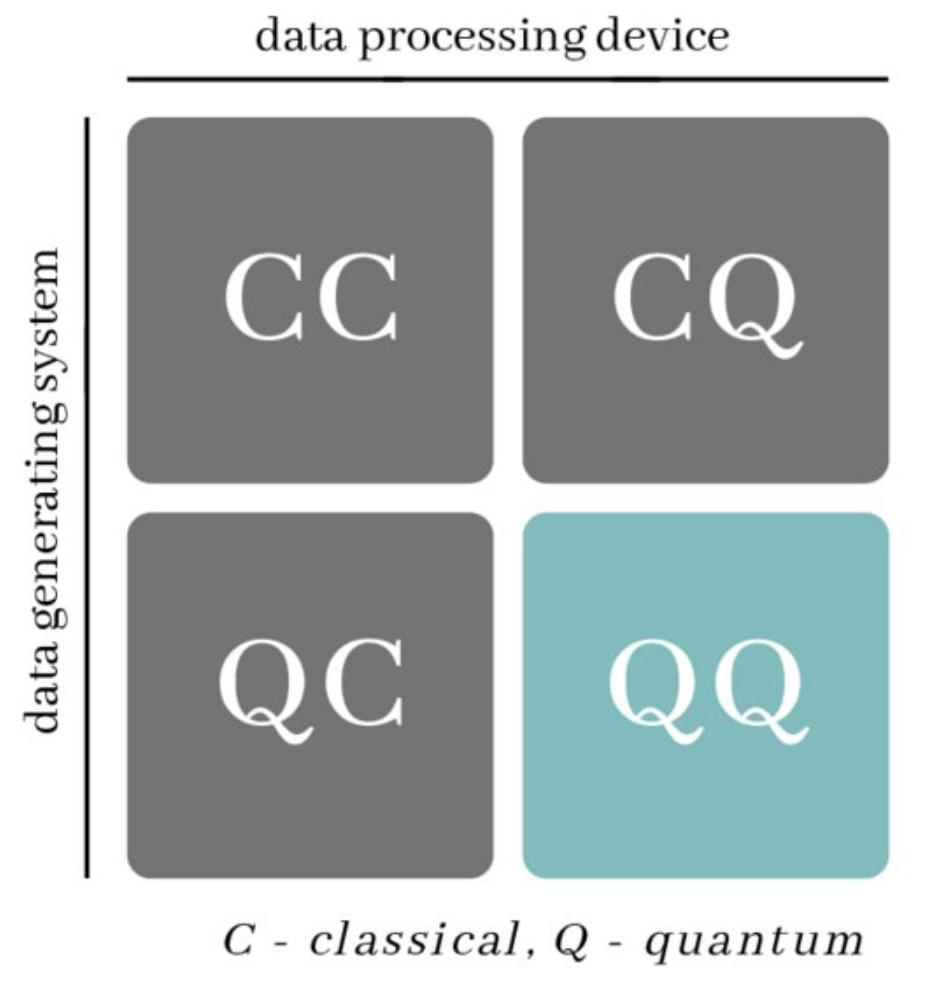 data processing device
data generating system
CC
CQ
QC
QQ
C - classical, Q - quantum